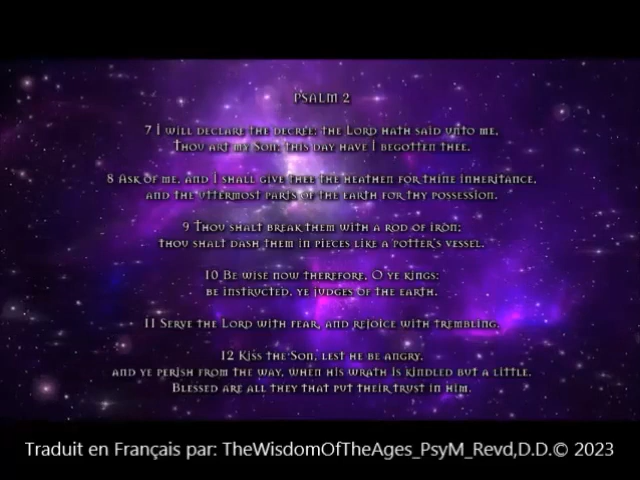 PSALM 2
7 I WILL DECLARE THE DECREE: THE LORD HATH SAID UNTO ME,
THOU ART MY SON; THIS DAY HAVE I BEGOTTEN THEE.
8 ASK OF ME, AND I SHALL GIVE THEE THE HEATHEN FOR THINE INHERITANCE,
AND THE UTTERMOST PARTS OF THE EARTH FOR THY POSSESSION.
9 THOU SHALT BREAK THEM WITH A ROD OF IRON;
THOU SHALT DASH THEM IN PIECES LIKE A POTTER'S VESSEL.
10 BE WISE NOW THEREFORE, O YE KINGS:
BE INSTRUCTED, YE JUDGES OF THE EARTH.
11 SERVE THE LORD WITH FEAR, AND REJOICE WITH TREMBLING.
12 KISS THE SON, LEST HE BE ANGRY,
AND YE PERISH FROM THE WAY, WHEN HIS WRATH IS KINDLED BUT A LITTLE.
BLESSED ARE ALL THEY THAT PUT THEIR TRUST IN HIM.
Traduit en Français par: TheWisdomOfTheAges_PsyM_Revd,D.D.© 2023